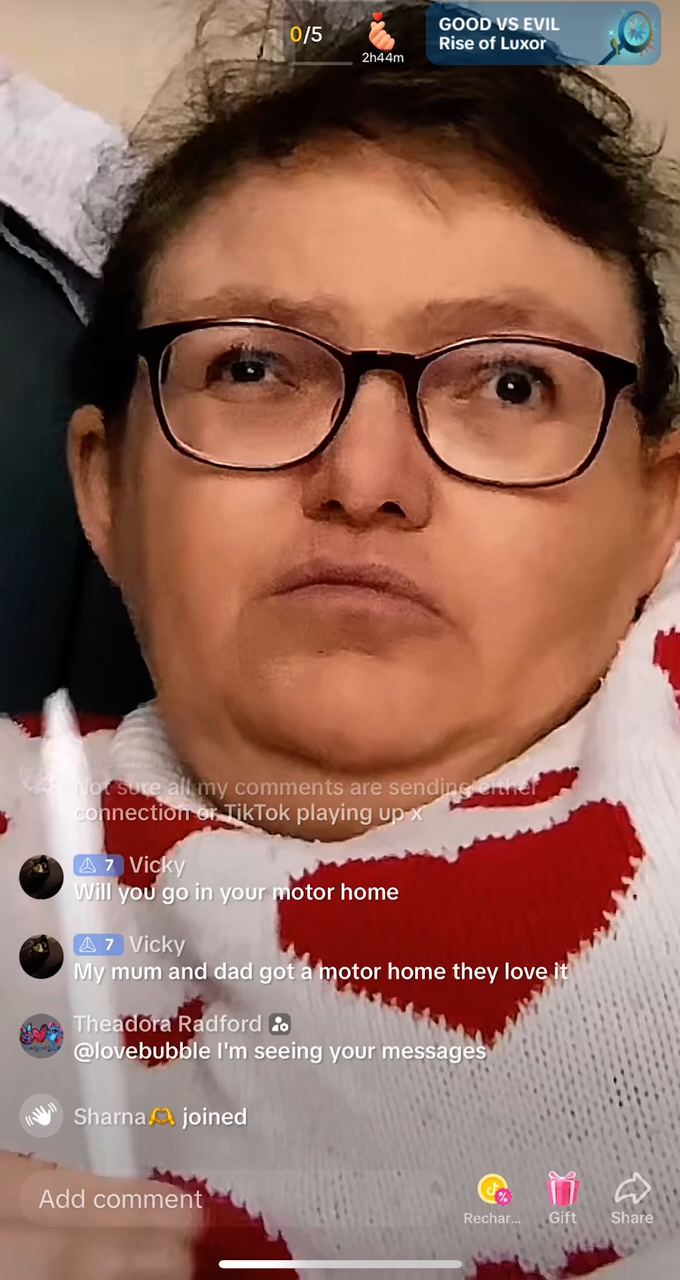 0/5
2h44m
GOOD VS EVIL
Rise of Luxor
Not sure all my comments are sending either
connection or TikTok playing up x
7 Vicky
Will you go in your motor home
7 Vicky
My mum and dad got a motor home they love it
Theadora Radford
@lovebubble I'm seeing your messages
Sharna🫶 joined
Add comment
Rechar...
Gift
Share